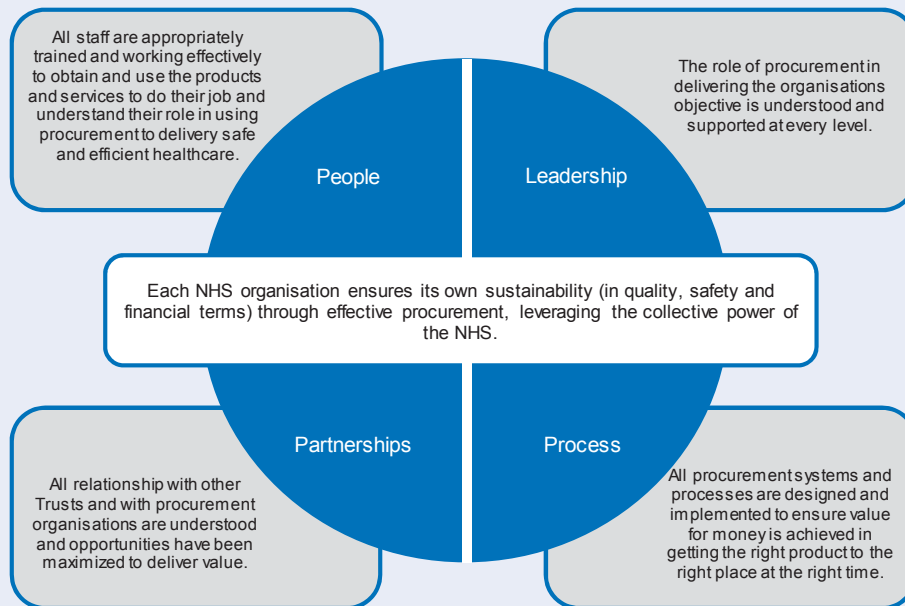 All staff are appropriately
trained and working effectively
to obtain and use the products
and services to do their job and
understand their role in using
procurement to delivery safe
and efficient healthcare.
The role of procurement in
delivering the organisations
objective is understood and
supported at every level.
People
Leadership
Each NHS organisation ensures its own sustainability (in quality, safety and
financial terms) through effective procurement, leveraging the collective power of
the NHS.
Partnerships
Process
All relationship with other
Trusts and with procurement
organisations are understood
and opportunities have been
maximized to deliver value.
All procurement systems and
processes are designed and
implemented to ensure value
for money is achieved in
getting the right product to the
right place at the right time.